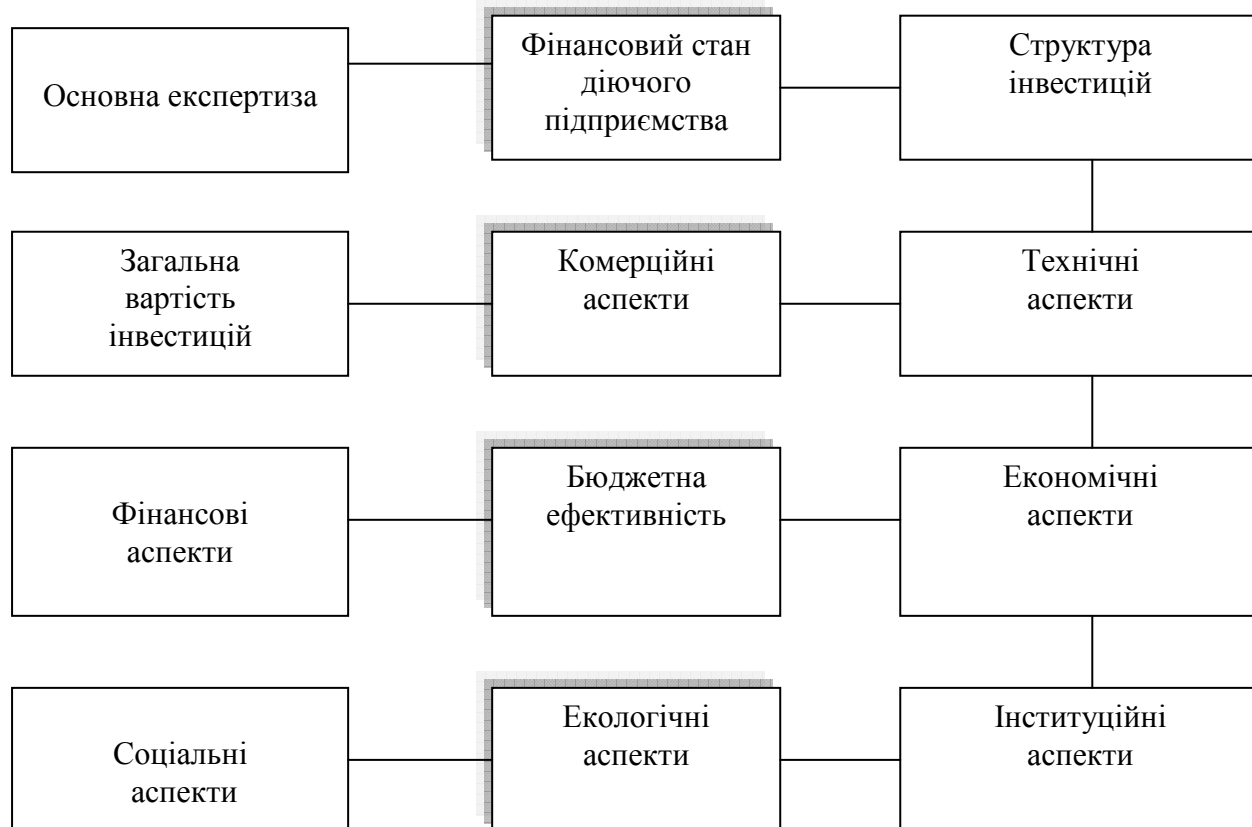 Основна експертиза
Фінансовий стан
діючого
підприємства
Структура
інвестицій
Загальна
вартість
інвестицій
Комерційні
аспекти
Технічні
аспекти
Фінансові
аспекти
Бюджетна
ефективність
Економічні
аспекти
Соціальні
аспекти
Екологічні
аспекти
Інституційні
аспекти